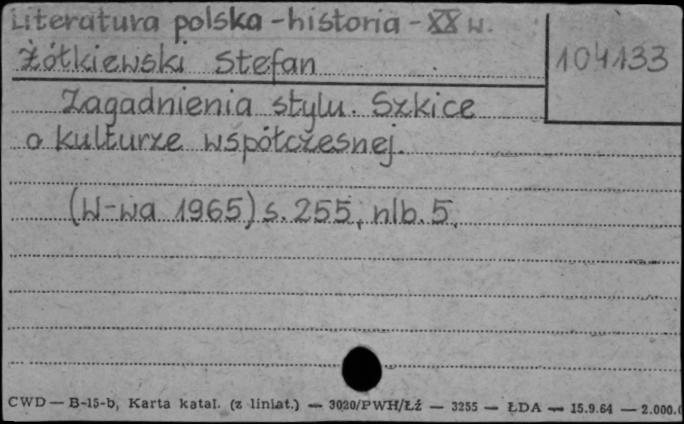 Literatura polska - historia - XX w.
Żółkiewski Stefan
104133
Zagadnienia stylu. Szkice
o kulturze współczesnej.
(W-wa 1965) s. 255, nlb. 5.
CWD — B-15-b, Karta katal. (z liniat.) — 3020/PWH/Łź — 3255 — ŁDA — 15.9.64 — 2.000.